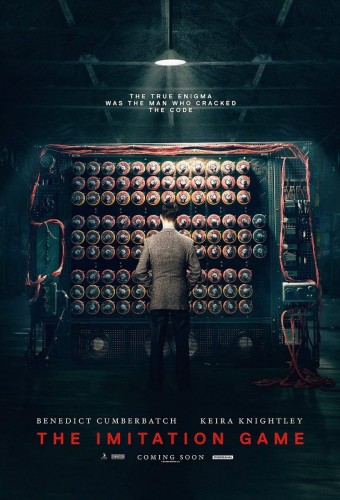 THE TRUE ENIGMA
WAS THE MAN WHO CRACKED
THE CODE
BENEDICT CUMBERBATCH KEIRA KNIGHTLEY
THE IMITATION GAME
COMING SOON